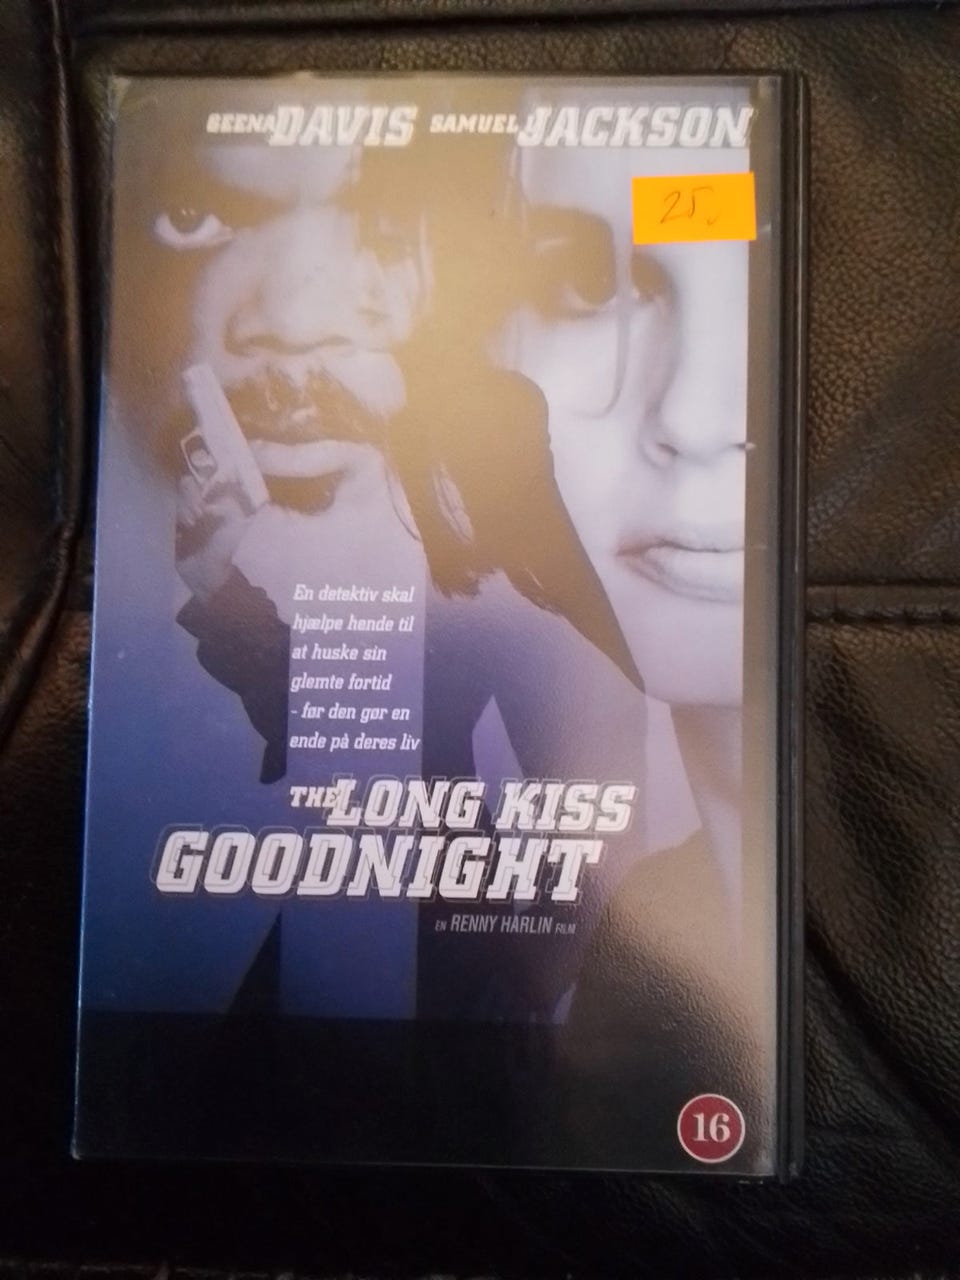 GEENA DAVIS SAMUEL L. JACKSON
25,
En detektiv skal
hjælpe hende til
at huske sin
glemte fortid
- før den gør en
ende på deres liv
THE LONG KISS
GOODNIGHT
EN RENNY HARLIN FILM
16